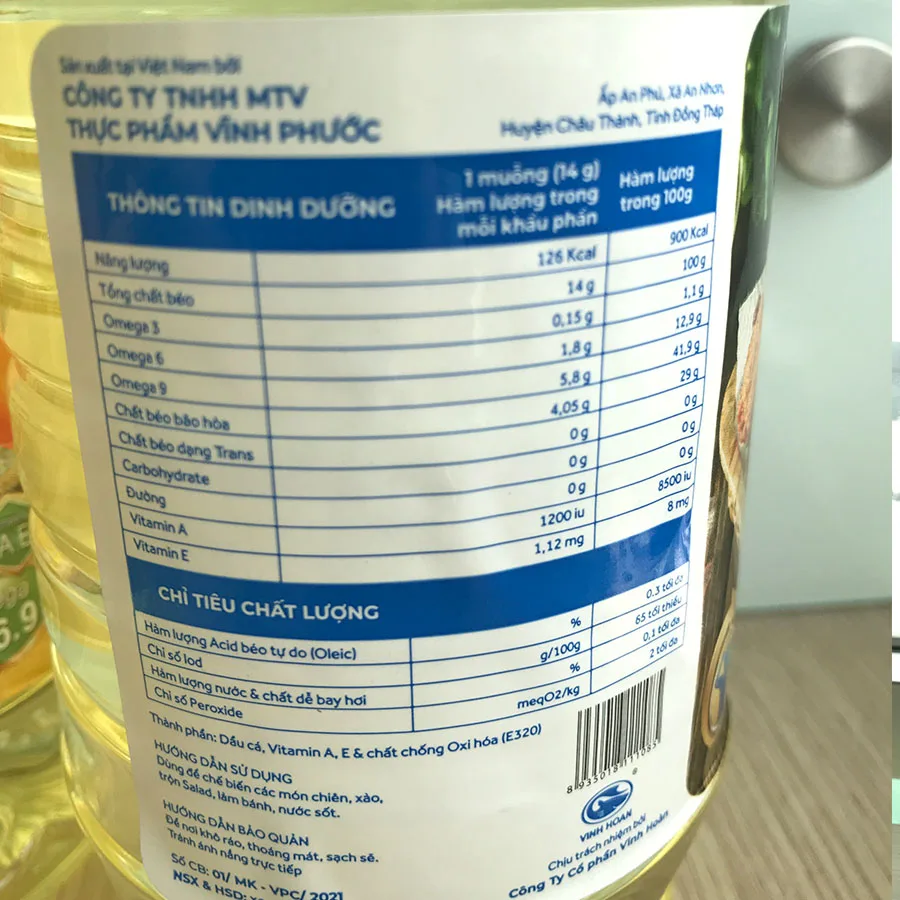 Sản xuất tại Việt Nam bởi
CÔNG TY TNHH MTV
THỰC PHẨM VĨNH PHƯỚC
Ấp An Phú, Xã An Nhơn,
Huyện Châu Thành, Tỉnh Đồng Tháp
THÔNG TIN DINH DƯỠNG
1 muỗng (14 g)
Hàm lượng trong
mỗi khẩu phần
Hàm lượng
trong 100g
Năng lượng 126 Kcal 900 Kcal
Tổng chất béo 14 g 100 g
Omega 3 0,15 g 1,1 g
Omega 6 1,8 g 12,9 g
Omega 9 5,8 g 41,9 g
Chất béo bão hòa 4,05 g 29 g
Chất béo dạng Trans 0 g 0 g
Carbohydrate 0 g 0 g
Đường 0 g 0 g
Vitamin A 1200 iu 8500 iu
Vitamin E 1,12 mg 8 mg
CHỈ TIÊU CHẤT LƯỢNG
Hàm lượng Acid béo tự do (Oleic) % 0.3 tối đa
Chỉ số Iod g/100g 65 tối thiểu
Hàm lượng nước & chất dễ bay hơi % 0,1 tối đa
Chỉ số Peroxide meqO2/kg 2 tối đa
Thành phần: Dầu cá, Vitamin A, E & chất chống Oxi hóa (E320)
HƯỚNG DẪN SỬ DỤNG
Dùng để chế biến các món chiên, xào,
trộn Salad, làm bánh, nước sốt.
HƯỚNG DẪN BẢO QUẢN
Để nơi khô ráo, thoáng mát, sạch sẽ.
Tránh ánh nắng trực tiếp
Số CB: 01/ MK - VPC/ 2021
NSX & HSD:
8 935018 111085
®
VINH HOAN
Chịu trách nhiệm bởi
Công Ty Cổ phần Vĩnh Hoàn
A E
6.9